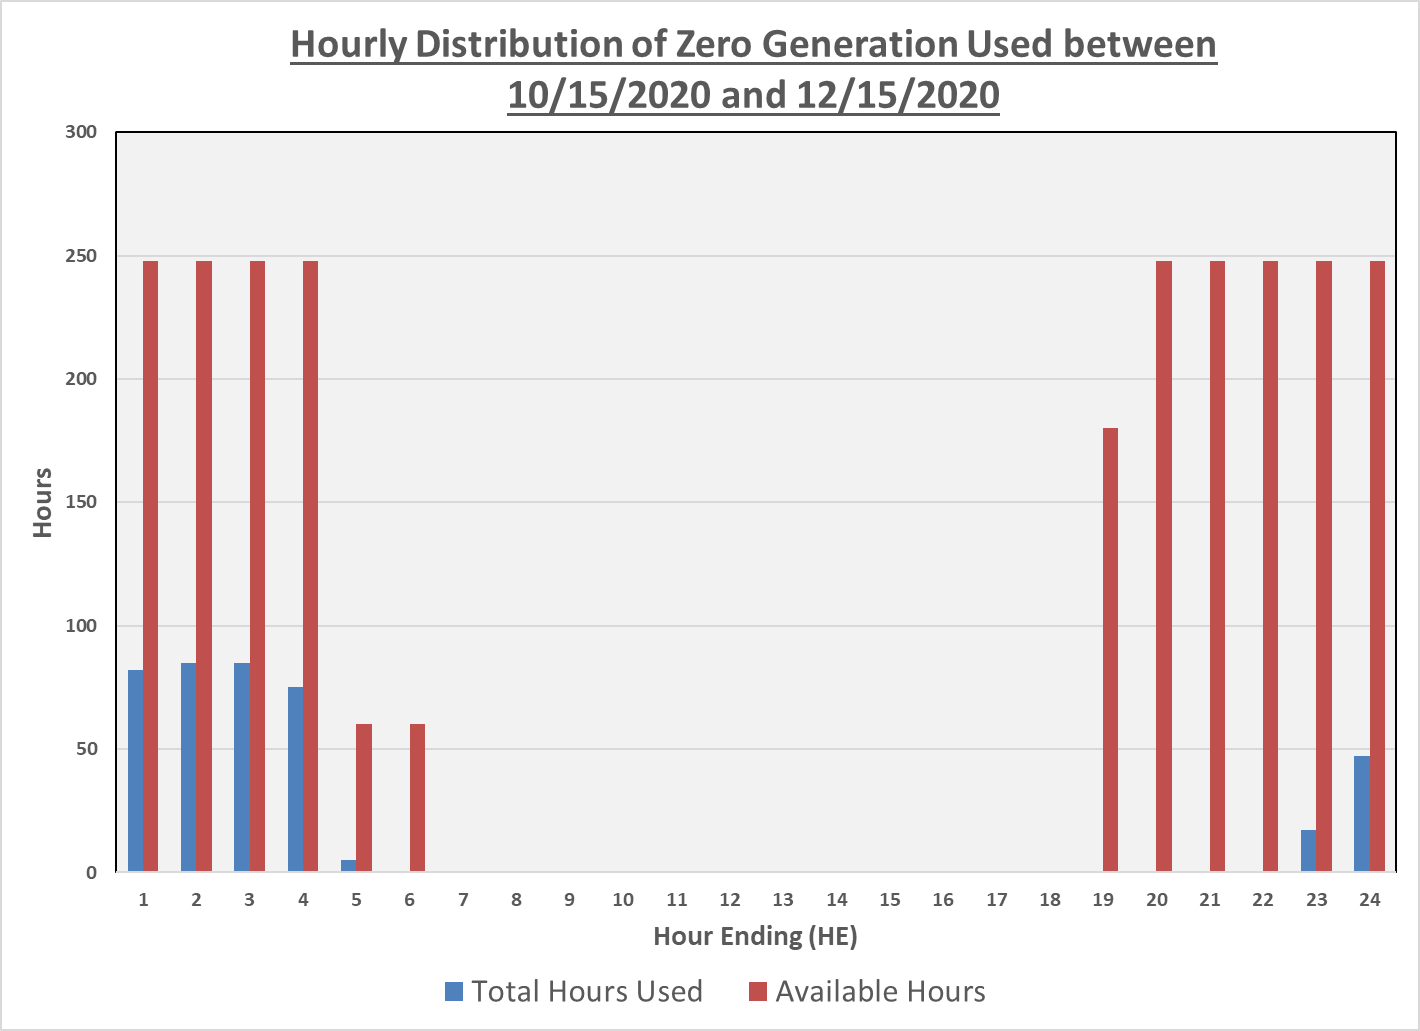 Hourly Distribution of Zero Generation Used between
10/15/2020 and 12/15/2020
300
250
200
150
100
50
0
Hours
1 2 3 4 5 6 7 8 9 10 11 12 13 14 15 16 17 18 19 20 21 22 23 24
Hour Ending (HE)
Total Hours Used Available Hours